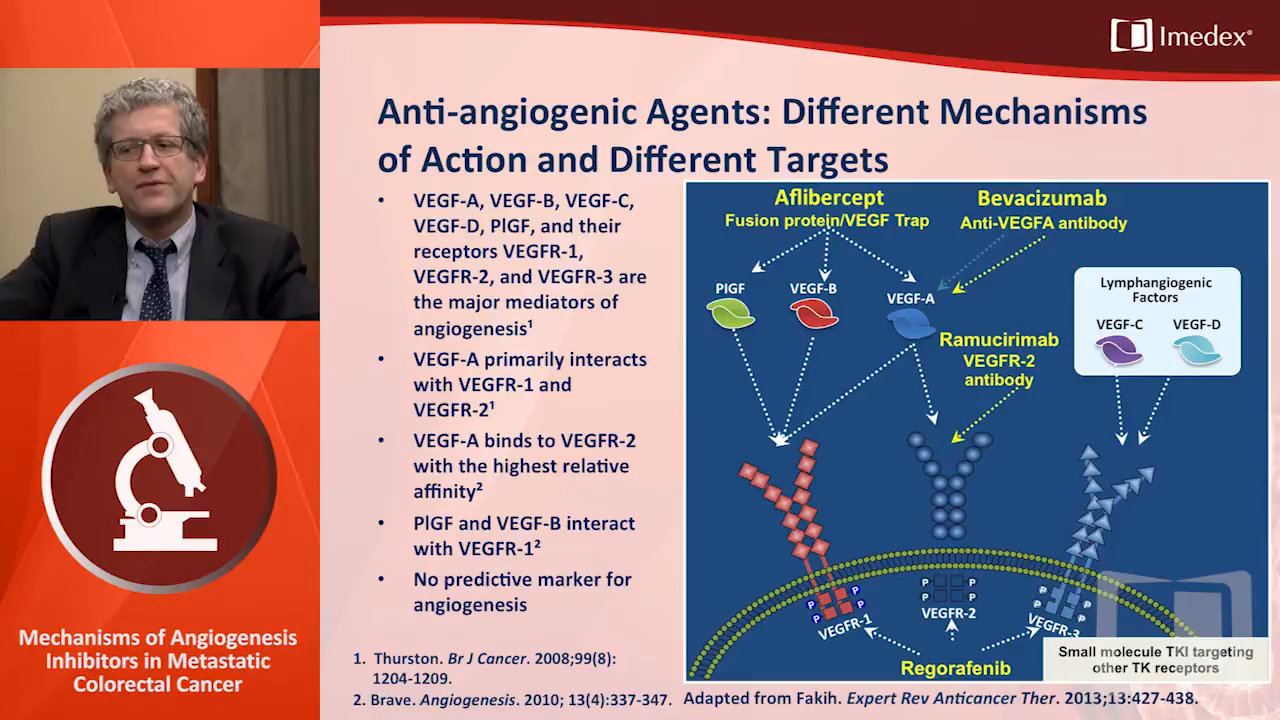 Imedex®
Anti-angiogenic Agents: Different Mechanisms
of Action and Different Targets
• VEGF-A, VEGF-B, VEGF-C,
VEGF-D, PlGF, and their
receptors VEGFR-1,
VEGFR-2, and VEGFR-3 are
the major mediators of
angiogenesis¹
• VEGF-A primarily interacts
with VEGFR-1 and
VEGFR-2¹
• VEGF-A binds to VEGFR-2
with the highest relative
affinity²
• PlGF and VEGF-B interact
with VEGFR-1²
• No predictive marker for
angiogenesis
1. Thurston. Br J Cancer. 2008;99(8):
1204-1209.
2. Brave. Angiogenesis. 2010; 13(4):337-347.
Aflibercept
Fusion protein/VEGF Trap
Bevacizumab
Anti-VEGFA antibody
PlGF
VEGF-B
VEGF-A
Lymphangiogenic
Factors
VEGF-C VEGF-D
Ramucirimab
VEGFR-2
antibody
P P P P
P P P P
P P P P
VEGFR-1
VEGFR-2
VEGFR-3
Regorafenib
Small molecule TKI targeting
other TK receptors
Adapted from Fakih. Expert Rev Anticancer Ther. 2013;13:427-438.
Mechanisms of Angiogenesis
Inhibitors in Metastatic
Colorectal Cancer